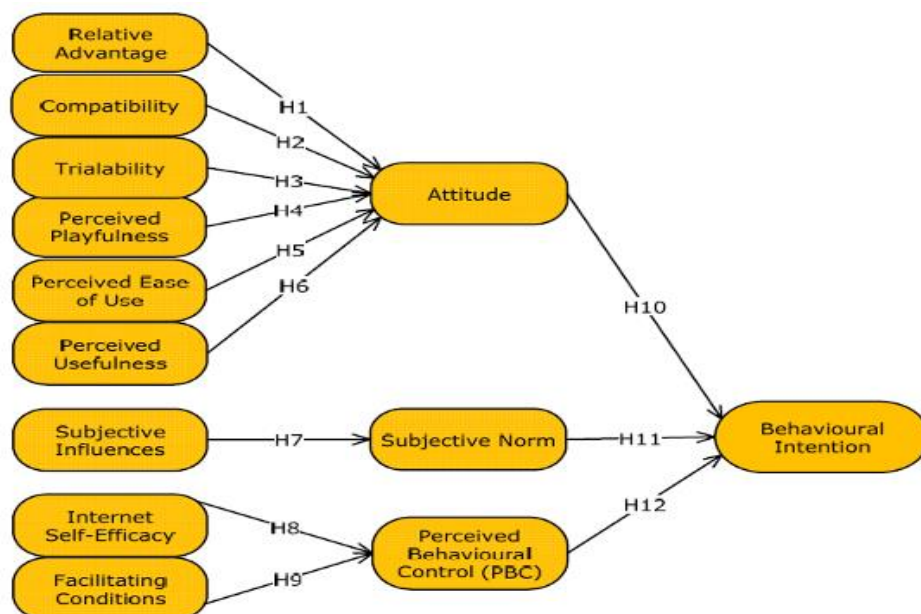 Relative
Advantage
Compatibility
Trialability
Perceived
Playfulness
Perceived Ease
of Use
Perceived
Usefulness
Subjective
Influences
Internet
Self-Efficacy
Facilitating
Conditions
H1
H2
H3
H4
H5
H6
H7
H8
H9
Attitude
Subjective Norm
Perceived
Behavioural
Control (PBC)
H10
H11
H12
Behavioural
Intention